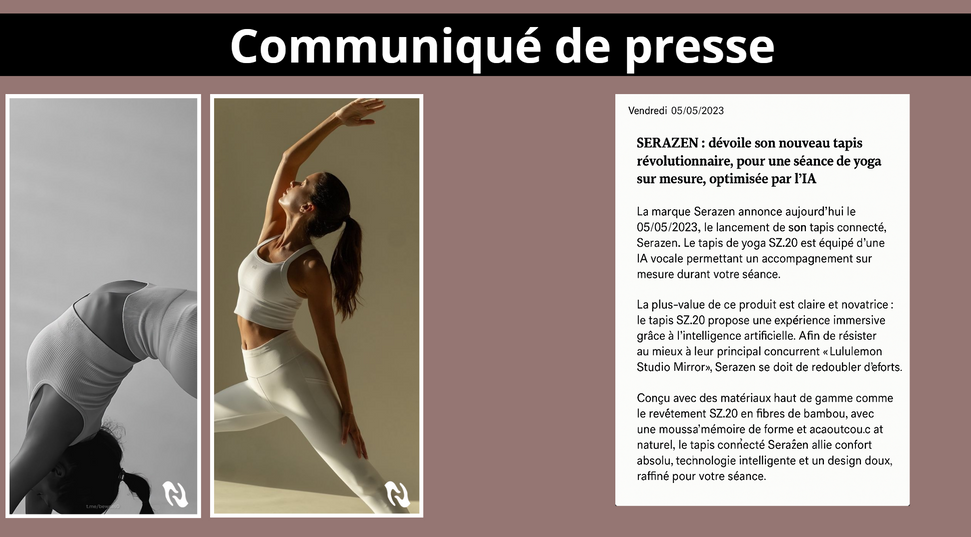 Communiqué de presse
Vendredi 05/05/2023
SERAZEN : dévoile son nouveau tapis
révolutionnaire, pour une séance de yoga
sur mesure, optimisée par l'IA
La marque Serazen annonce aujourd'hui le
05/05/2023, le lancement de son tapis connecté,
Serazen. Le tapis de yoga SZ.20 est équipé d'une
IA vocale permettant un accompagnement sur
mesure durant votre séance.
La plus-value de ce produit est claire et novatrice :
le tapis SZ.20 propose une expérience immersive
grâce à l'intelligence artificielle. Afin de résister
au mieux à leur principal concurrent «Lululemon
Studio Mirror», Serazen se doit de redoubler d'eforts.
Conçu avec des matériaux haut de gamme comme
le revétement SZ.20 en fibres de bambou, avec
une moussa'mémoire de forme et acaoutcou.c at
naturel, le tapis connecté Seražen allie confort
absolu, technologie intelligente et un design doux,
raffiné pour votre séance.